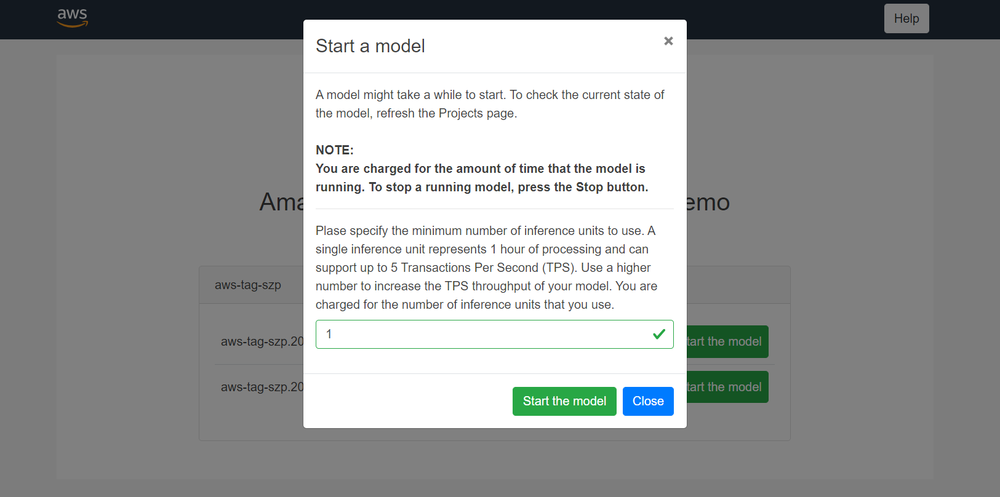 aws
Help
Start a model
A model might take a while to start. To check the current state of
the model, refresh the Projects page.
NOTE:
You are charged for the amount of time that the model is
running. To stop a running model, press the Stop button.
Ama
emo
Plase specify the minimum number of inference units to use. A
single inference unit represents 1 hour of processing and can
support up to 5 Transactions Per Second (TPS). Use a higher
number to increase the TPS throughput of your model. You are
charged for the number of inference units that you use.
aws-tag-szp
1
aws-tag-szp.20
tart the model
aws-tag-szp.20
tart the model
Start the model
Close